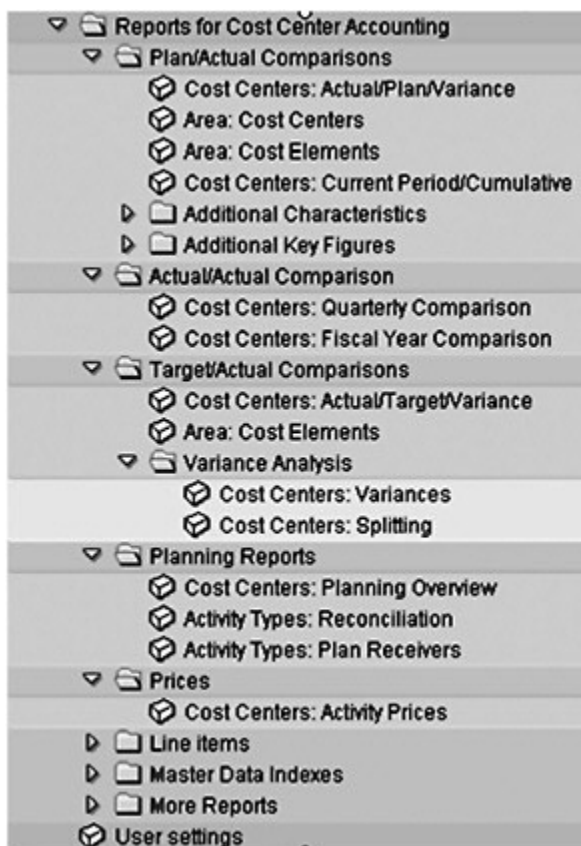 Reports for Cost Center Accounting
Plan/Actual Comparisons
Cost Centers: Actual/Plan/Variance
Area: Cost Centers
Area: Cost Elements
Cost Centers: Current Period/Cumulative
Additional Characteristics
Additional Key Figures
Actual/Actual Comparison
Cost Centers: Quarterly Comparison
Cost Centers: Fiscal Year Comparison
Target/Actual Comparisons
Cost Centers: Actual/Target/Variance
Area: Cost Elements
Variance Analysis
Cost Centers: Variances
Cost Centers: Splitting
Planning Reports
Cost Centers: Planning Overview
Activity Types: Reconciliation
Activity Types: Plan Receivers
Prices
Cost Centers: Activity Prices
Line items
Master Data Indexes
More Reports
User settings